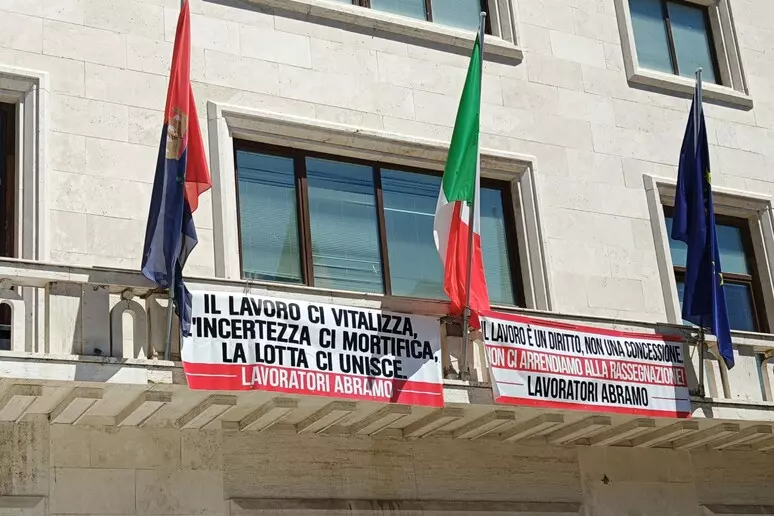 IL LAVORO CI VITALIZZA,
L'INCERTEZZA CI MORTIFICA,
LA LOTTA CI UNISCE.
LAVORATORI ABRAMO
IL LAVORO È UN DIRITTO, NON UNA CONCESSIONE.
NON CI ARRENDIAMO ALLA RASSEGNAZIONE!
LAVORATORI ABRAMO